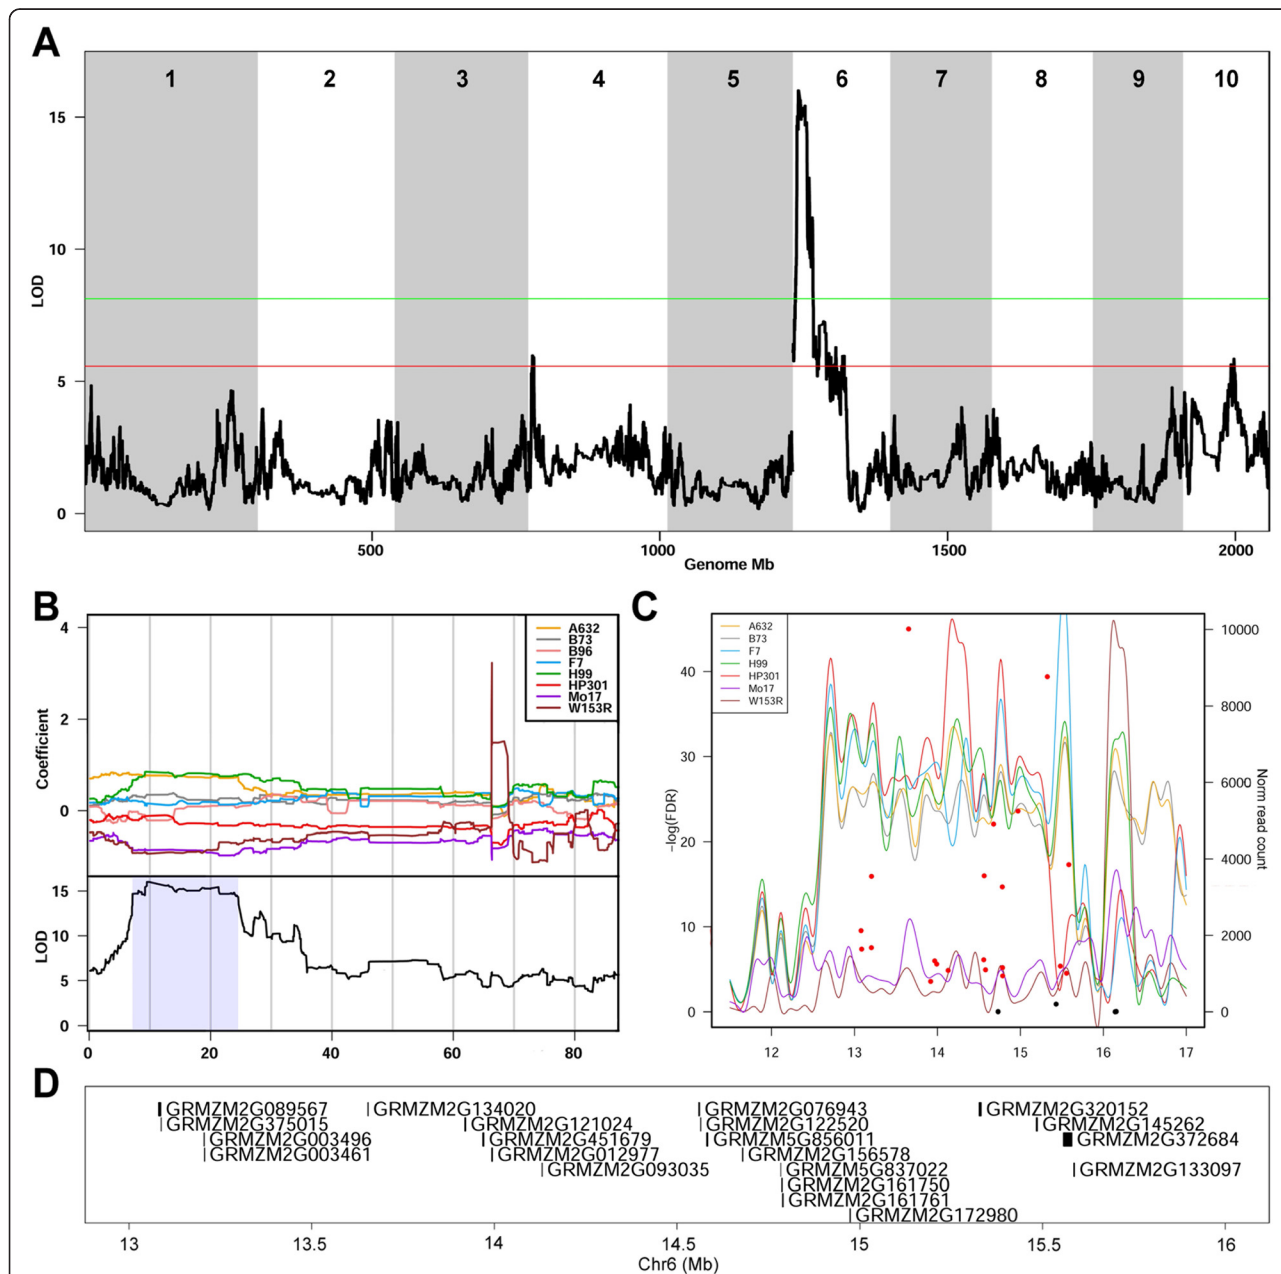 A
1 2 3 4 5 6 7 8 9 10
15
10
5
0
LOD
500 1000 1500 2000
Genome Mb
B
4
2
0
Coefficient
A632
B73
B96
F7
H99
HP301
Mo17
W153R
15
10
5
0
LOD
0 20 40 60 80
C
A632
B73
F7
H99
HP301
Mo17
W153R
40
30
20
10
0
−log(FDR)
10000
8000
6000
4000
2000
0
Norm read count
12 13 14 15 16 17
D
GRMZM2G089567 GRMZM2G134020 GRMZM2G076943 GRMZM2G320152
GRMZM2G375015 GRMZM2G121024 GRMZM2G122520 GRMZM2G145262
GRMZM2G003496 GRMZM2G451679 GRMZM5G856011 GRMZM2G372684
GRMZM2G003461 GRMZM2G012977 GRMZM2G156578
GRMZM2G093035 GRMZM5G837022 GRMZM2G133097
GRMZM2G161750
GRMZM2G161761
GRMZM2G172980
13 13.5 14 14.5 15 15.5 16
Chr6 (Mb)